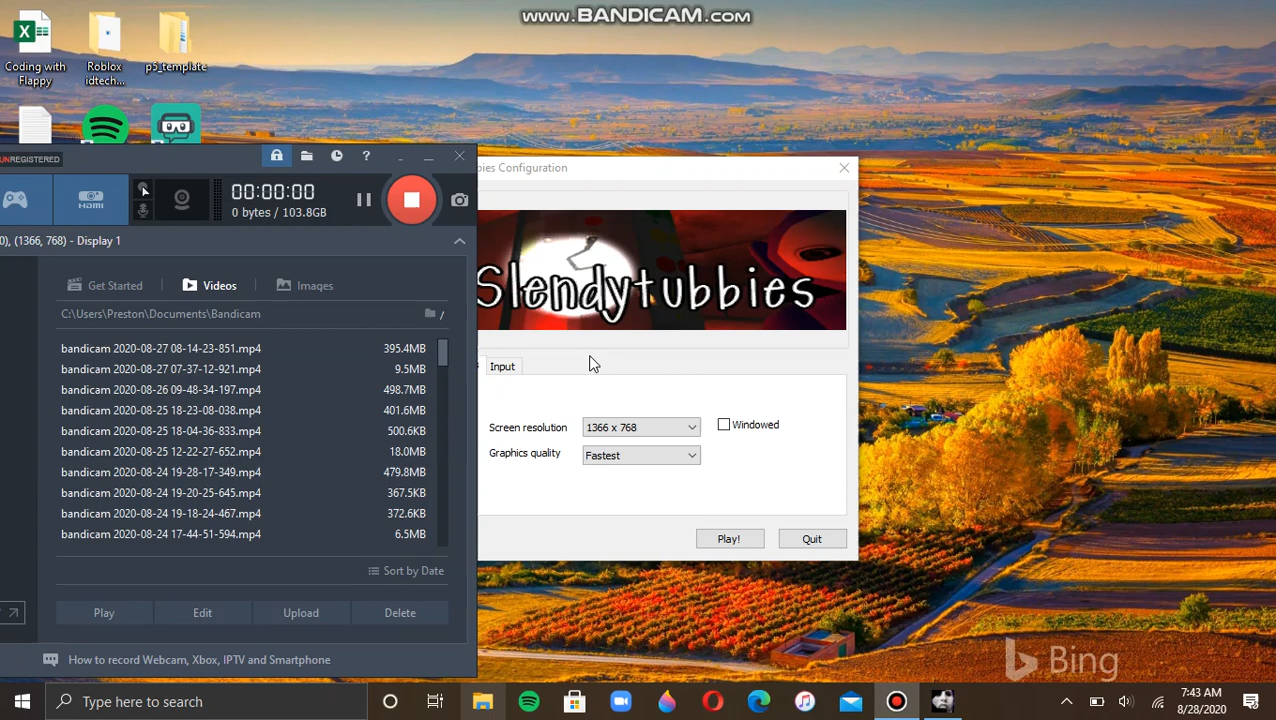 www.BANDICAM.com
Coding with
Flappy
Roblox
idtech...
p5_template
UNREGISTERED
00:00:00
0 bytes / 103.8GB
HDMI
0), (1366, 768) - Display 1
Get Started
Videos
Images
C:\Users\Preston\Documents\Bandicam
/
bandicam 2020-08-27 08-14-23-851.mp4 395.4MB
bandicam 2020-08-27 07-37-12-921.mp4 9.5MB
bandicam 2020-08-26 09-48-34-197.mp4 498.7MB
bandicam 2020-08-25 18-23-08-038.mp4 401.6MB
bandicam 2020-08-25 18-04-36-833.mp4 500.6MB
bandicam 2020-08-25 12-22-27-652.mp4 18.0MB
bandicam 2020-08-24 19-28-17-349.mp4 479.8MB
bandicam 2020-08-24 19-20-25-645.mp4 367.5KB
bandicam 2020-08-24 19-18-24-467.mp4 372.6KB
bandicam 2020-08-24 17-44-51-594.mp4 6.5MB
Sort by Date
Play
Edit
Upload
Delete
How to record Webcam, Xbox, IPTV and Smartphone
bies Configuration
Slendytubbies
Input
Screen resolution
1366 x 768
Windowed
Graphics quality
Fastest
Play!
Quit
Bing
Type here to search
7:43 AM
8/28/2020